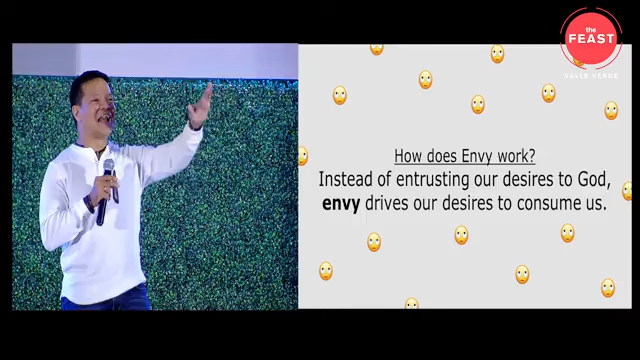 the
FEAST
VALLE VERDE
How does Envy work?
Instead of entrusting our desires to God,
envy drives our desires to consume us.